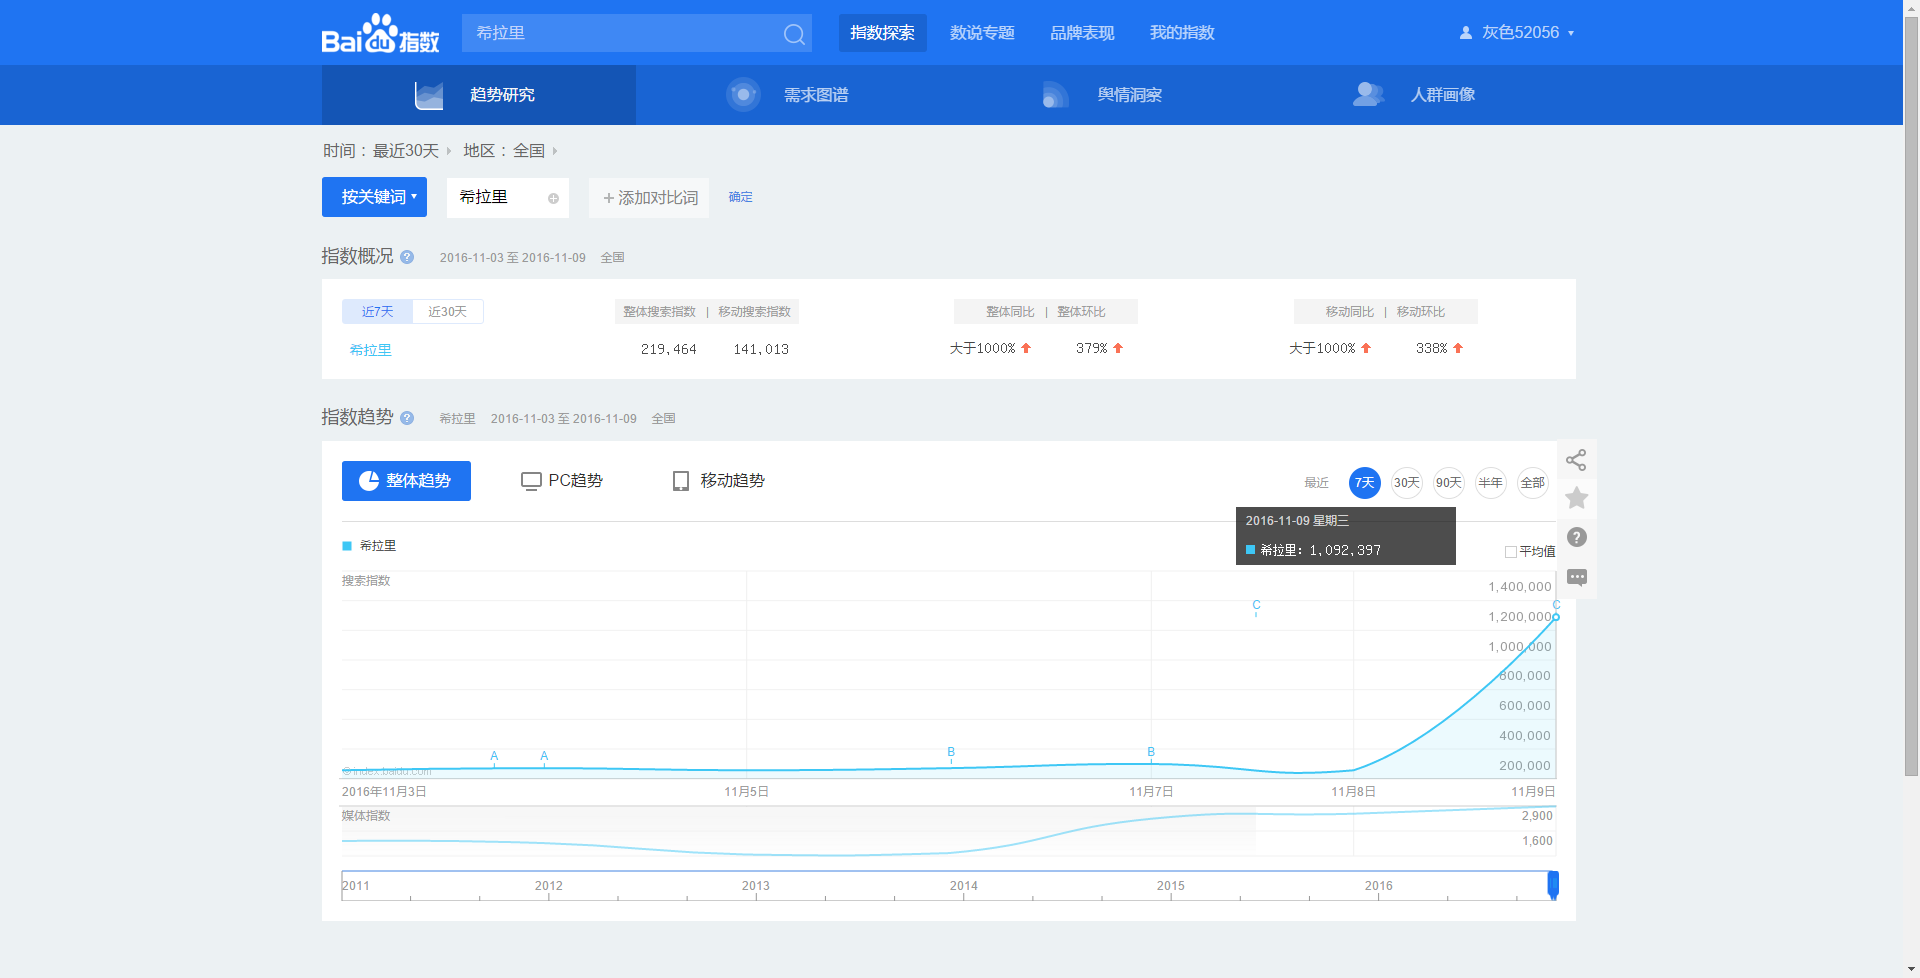 Bai du 指数 希拉里 指数探索 数说专题 品牌表现 我的指数 灰色52056
趋势研究 需求图谱 舆情洞察 人群画像
时间 : 最近30天 地区 : 全国
按关键词 希拉里 + 添加对比词 确定
指数概况 ? 2016-11-03 至 2016-11-09 全国
近7天 近30天 整体搜索指数 | 移动搜索指数 整体同比 | 整体环比 移动同比 | 移动环比
希拉里 219,464 141,013 大于1000% 379% 大于1000% 338%
指数趋势 ? 希拉里 2016-11-03 至 2016-11-09 全国
整体趋势 PC趋势 移动趋势 最近 7天 30天 90天 半年 全部
2016-11-09 星期三
希拉里: 1,092,397
希拉里 平均值
?
搜索指数 1,400,000
C C
1,200,000
1,000,000
800,000
600,000
400,000
A A B B
200,000
©index.baidu.com
2016年11月3日 11月5日 11月7日 11月8日 11月9日
媒体指数 2,900
1,600
2011 2012 2013 2014 2015 2016